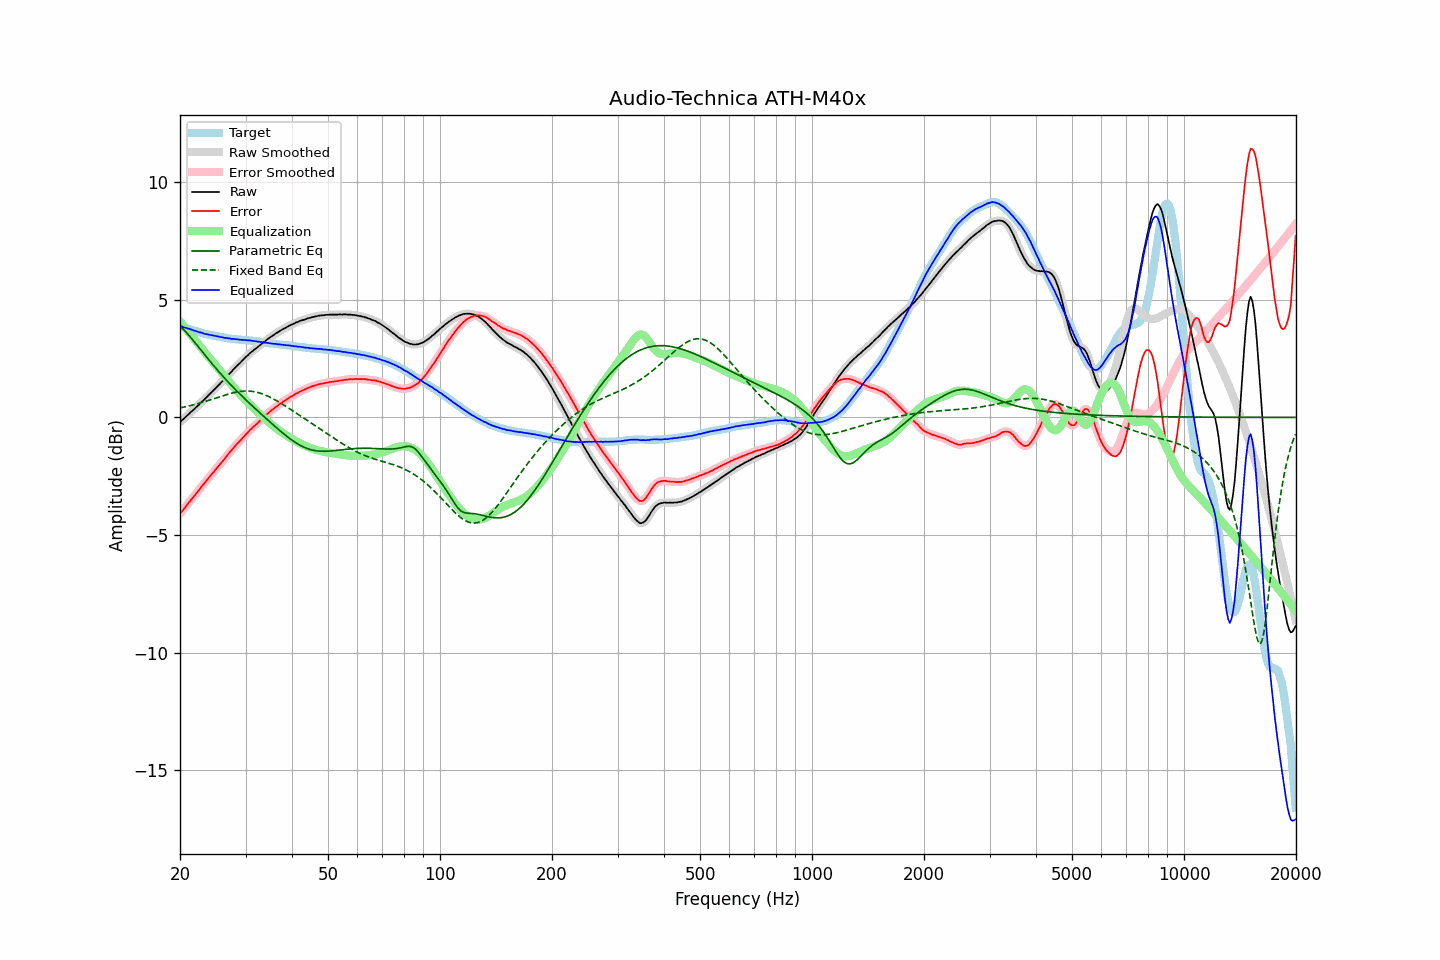 Audio-Technica ATH-M40x
Target
Raw Smoothed
Error Smoothed
Raw
Error
Equalization
Parametric Eq
Fixed Band Eq
Equalized
10
5
0
−5
−10
−15
Amplitude (dBr)
20 50 100 200 500 1000 2000 5000 10000 20000
Frequency (Hz)